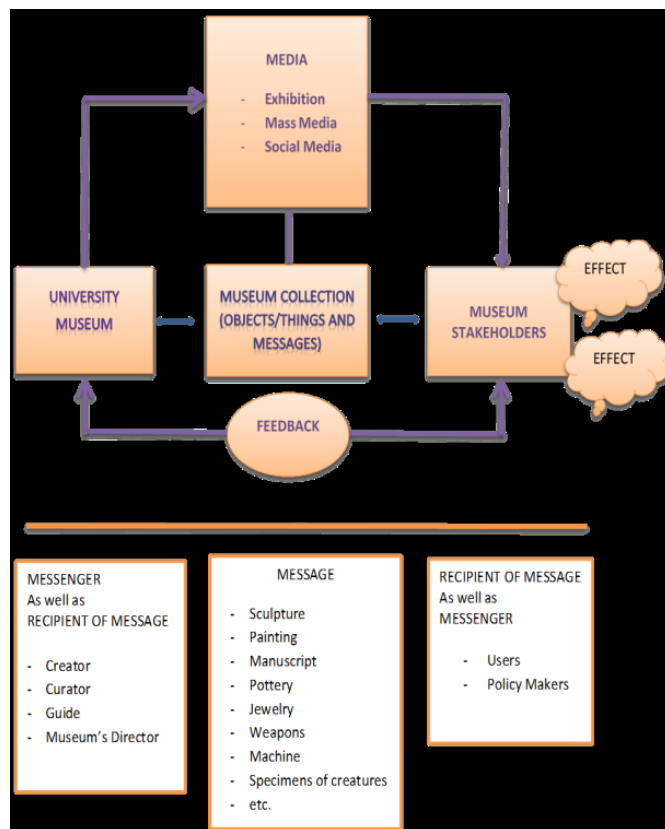 MEDIA
- Exhibition
- Mass Media
- Social Media
UNIVERSITY
MUSEUM
MUSEUM COLLECTION
(OBJECTS/THINGS AND
MESSAGES)
MUSEUM
STAKEHOLDERS
EFFECT
EFFECT
FEEDBACK
MESSENGER
As well as
RECIPIENT OF MESSAGE
- Creator
- Curator
- Guide
- Museum’s Director
MESSAGE
- Sculpture
- Painting
- Manuscript
- Pottery
- Jewelry
- Weapons
- Machine
- Specimens of creatures
- etc.
RECIPIENT OF MESSAGE
As well as
MESSENGER
- Users
- Policy Makers